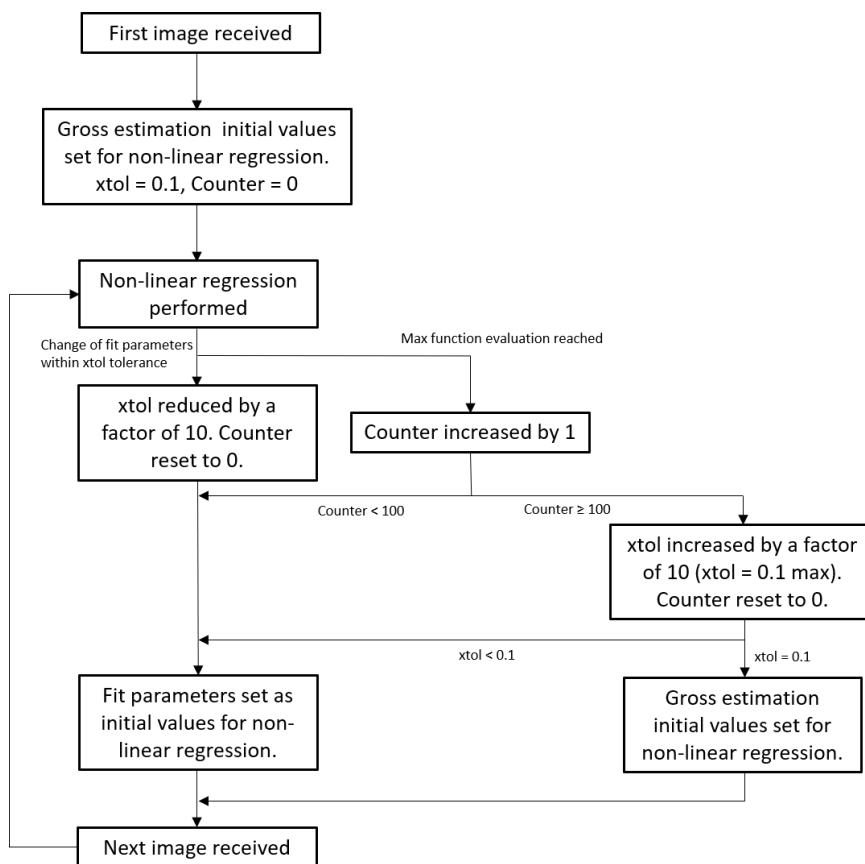 First image received
Gross estimation  initial values
set for non-linear regression.
xtol = 0.1, Counter = 0
Non-linear regression
performed
Change of fit parameters
within xtol tolerance
Max function evaluation reached
xtol reduced by a
factor of 10. Counter
reset to 0.
Counter increased by 1
Counter < 100
Counter ≥ 100
xtol increased by a factor
of 10 (xtol = 0.1 max).
Counter reset to 0.
xtol < 0.1
xtol = 0.1
Fit parameters set as
initial values for non-
linear regression.
Gross estimation
initial values set for
non-linear regression.
Next image received